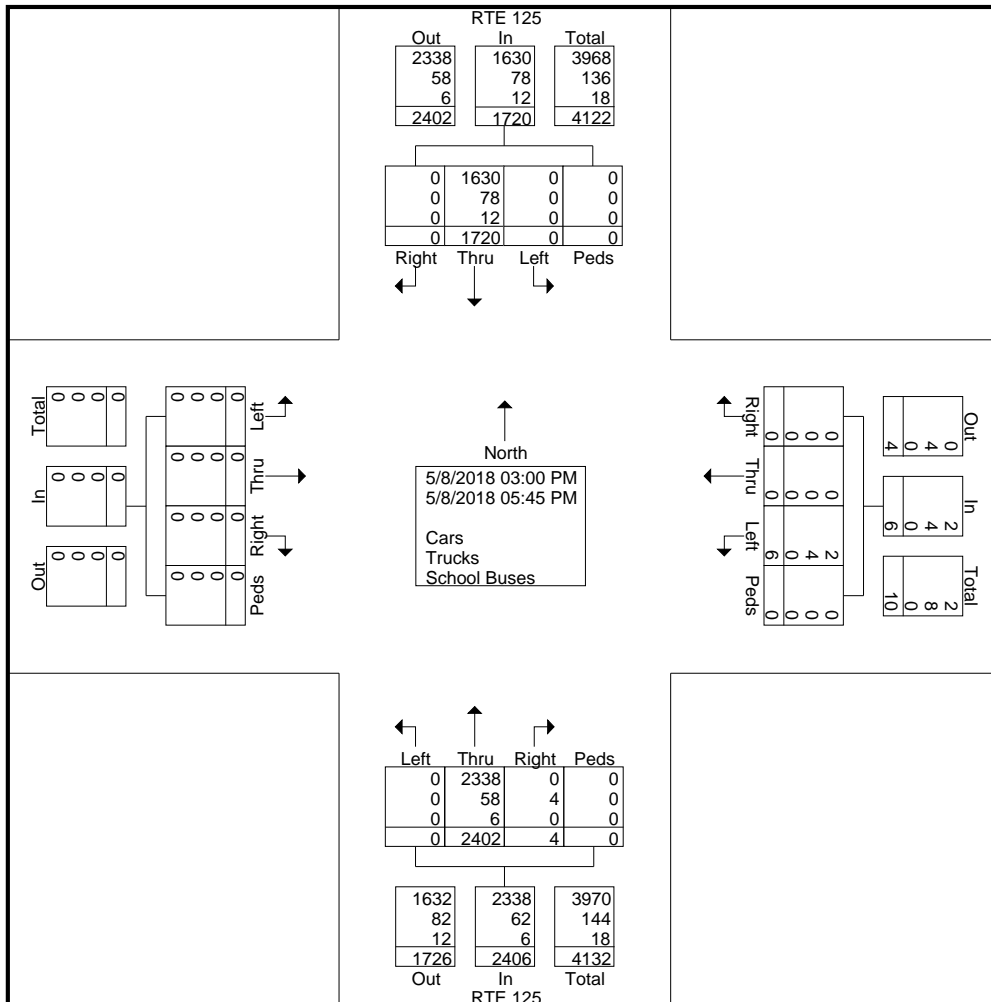 RTE 125
Out In Total
2338 1630 3968
58 78 136
6 12 18
2402 1720 4122
0 1630 0 0
0 78 0 0
0 12 0 0
0 1720 0 0
Right Thru Left Peds
Total
0 0 0 0
In
0 0 0 0
Out
0 0 0 0
Left
0 0 0 0
Thru
0 0 0 0
Right
0 0 0 0
Peds
0 0 0 0
North
5/8/2018 03:00 PM
5/8/2018 05:45 PM
Cars
Trucks
School Buses
Right
0 0 0 0
Thru
0 0 0 0
Left
2 4 0 6
Peds
0 0 0 0
Out
0 4 0 4
In
2 4 0 6
Total
2 8 0 10
Left Thru Right Peds
0 2338 0 0
0 58 4 0
0 6 0 0
0 2402 4 0
1632 2338 3970
82 62 144
12 6 18
1726 2406 4132
Out In Total
RTE 125